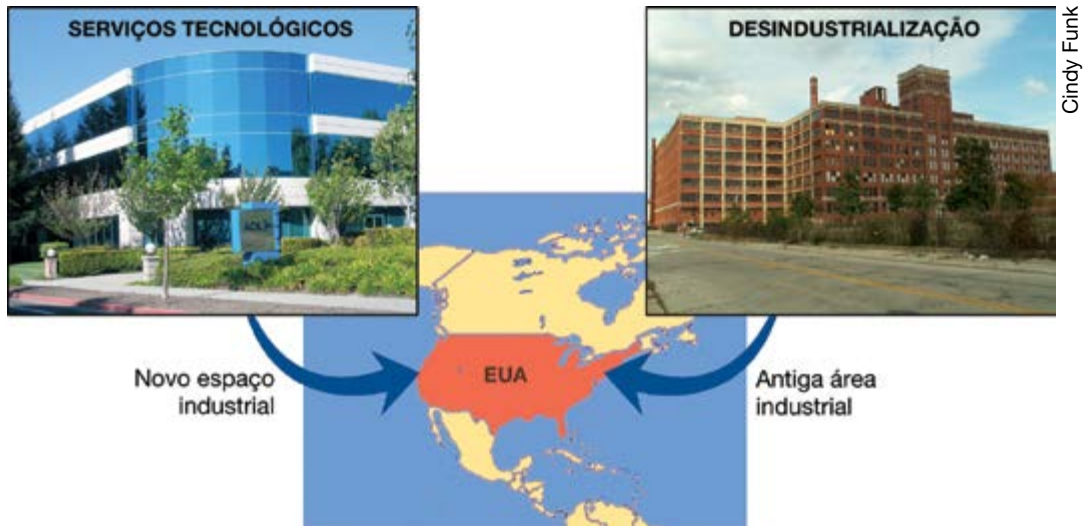 SERVIÇOS TECNOLÓGICOS
DESINDUSTRIALIZAÇÃO
Cindy Funk
Novo espaço
industrial
EUA
Antiga área
industrial